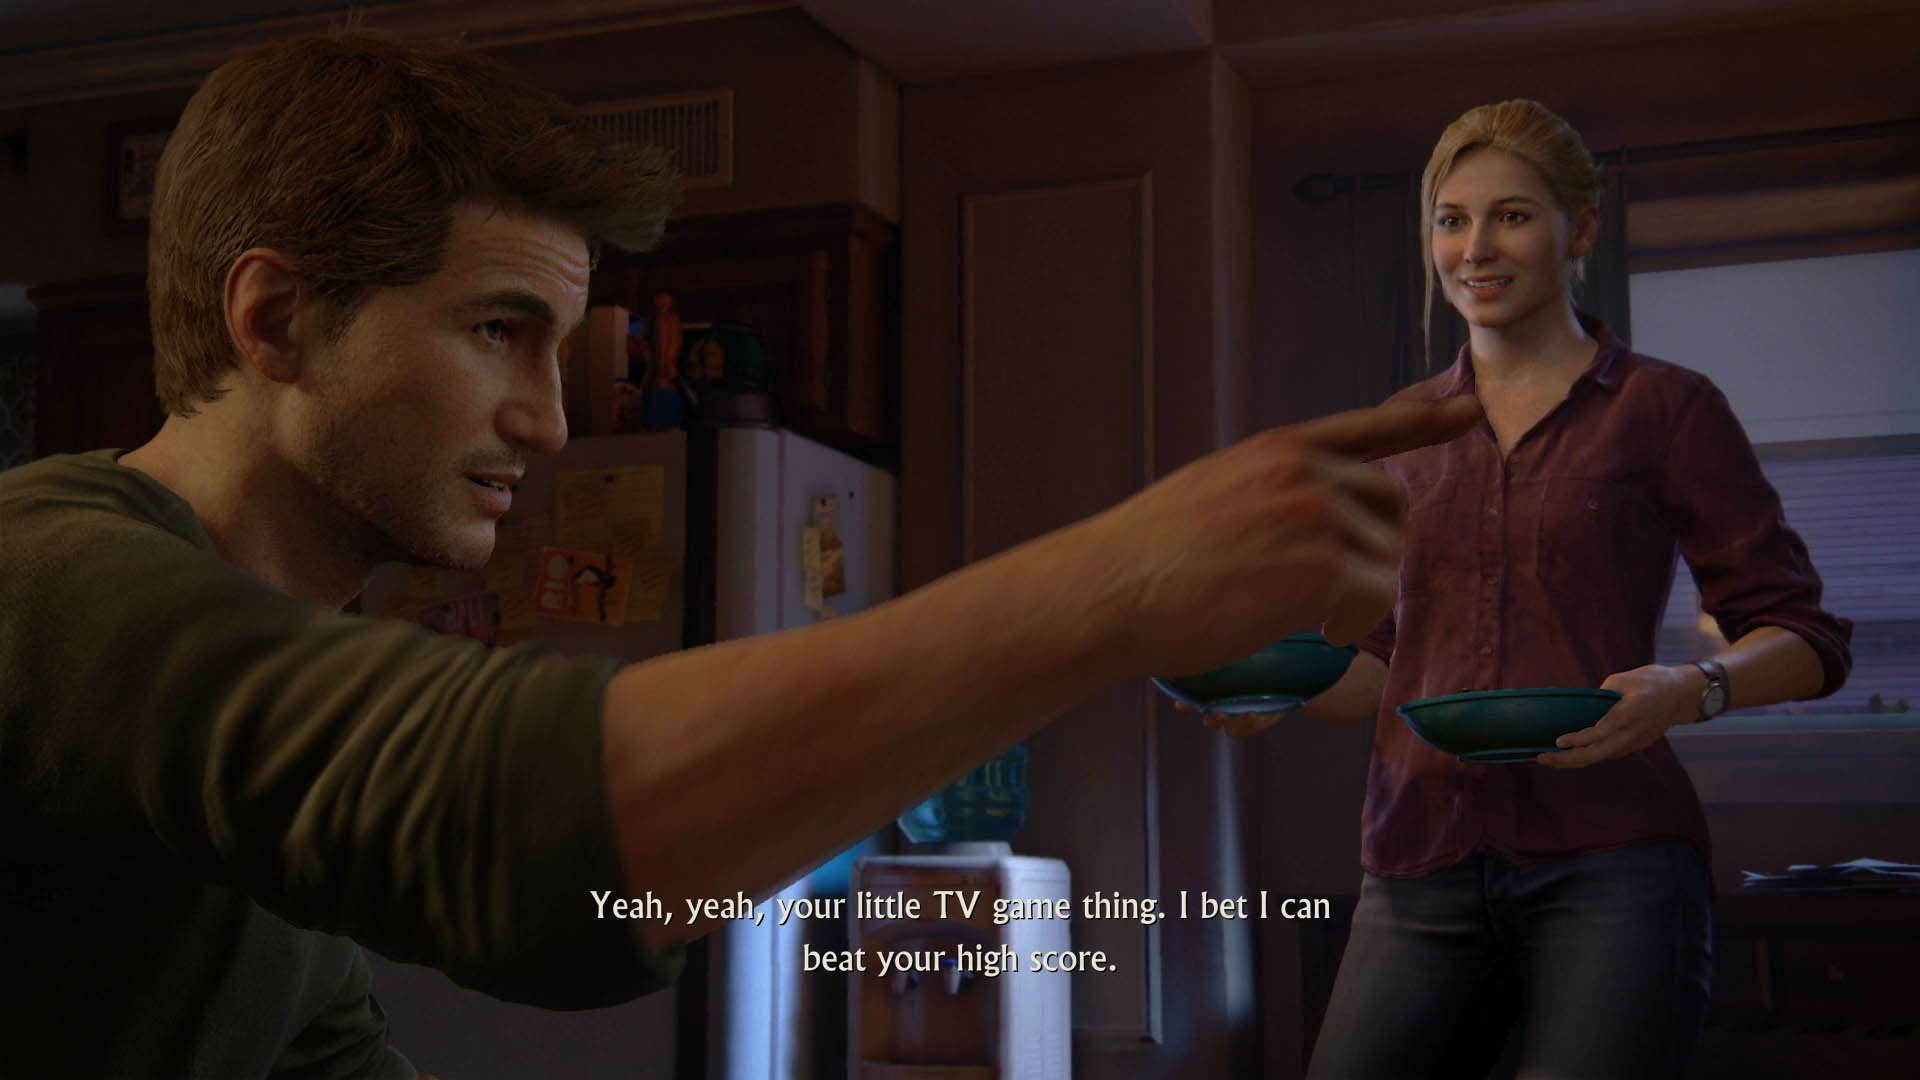 Yeah, yeah, your little TV game thing. I bet I can
beat your high score.